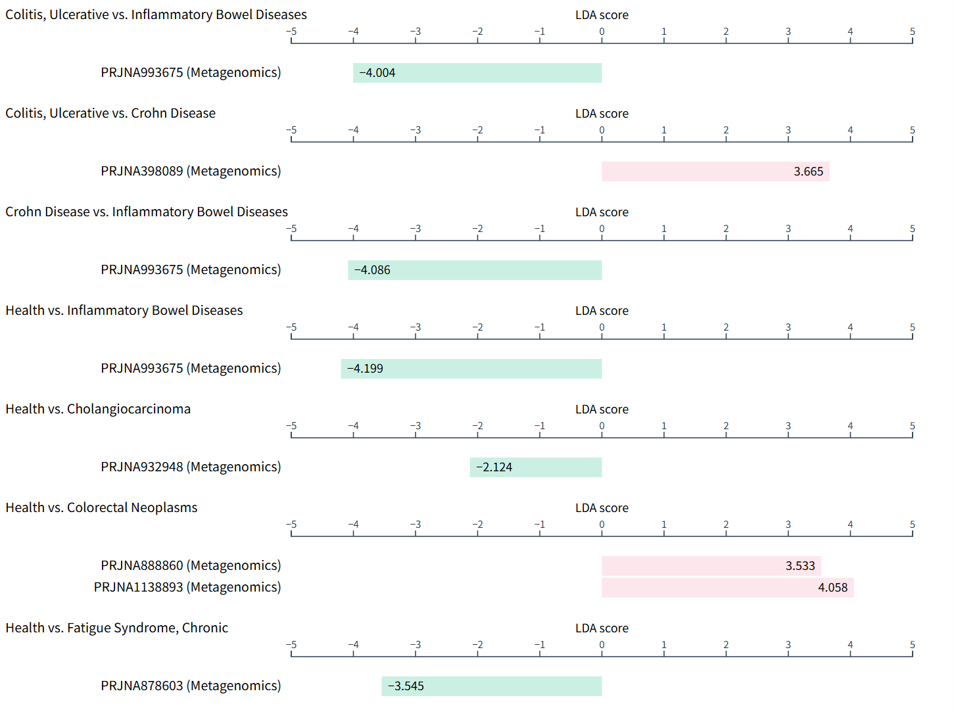 Colitis, Ulcerative vs. Inflammatory Bowel Diseases LDA score
−5 −4 −3 −2 −1 0 1 2 3 4 5
PRJNA993675 (Metagenomics) −4.004
Colitis, Ulcerative vs. Crohn Disease LDA score
−5 −4 −3 −2 −1 0 1 2 3 4 5
PRJNA398089 (Metagenomics) 3.665
Crohn Disease vs. Inflammatory Bowel Diseases LDA score
−5 −4 −3 −2 −1 0 1 2 3 4 5
PRJNA993675 (Metagenomics) −4.086
Health vs. Inflammatory Bowel Diseases LDA score
−5 −4 −3 −2 −1 0 1 2 3 4 5
PRJNA993675 (Metagenomics) −4.199
Health vs. Cholangiocarcinoma LDA score
−5 −4 −3 −2 −1 0 1 2 3 4 5
PRJNA932948 (Metagenomics) −2.124
Health vs. Colorectal Neoplasms LDA score
−5 −4 −3 −2 −1 0 1 2 3 4 5
PRJNA888860 (Metagenomics) 3.533
PRJNA1138893 (Metagenomics) 4.058
Health vs. Fatigue Syndrome, Chronic LDA score
−5 −4 −3 −2 −1 0 1 2 3 4 5
PRJNA878603 (Metagenomics) −3.545